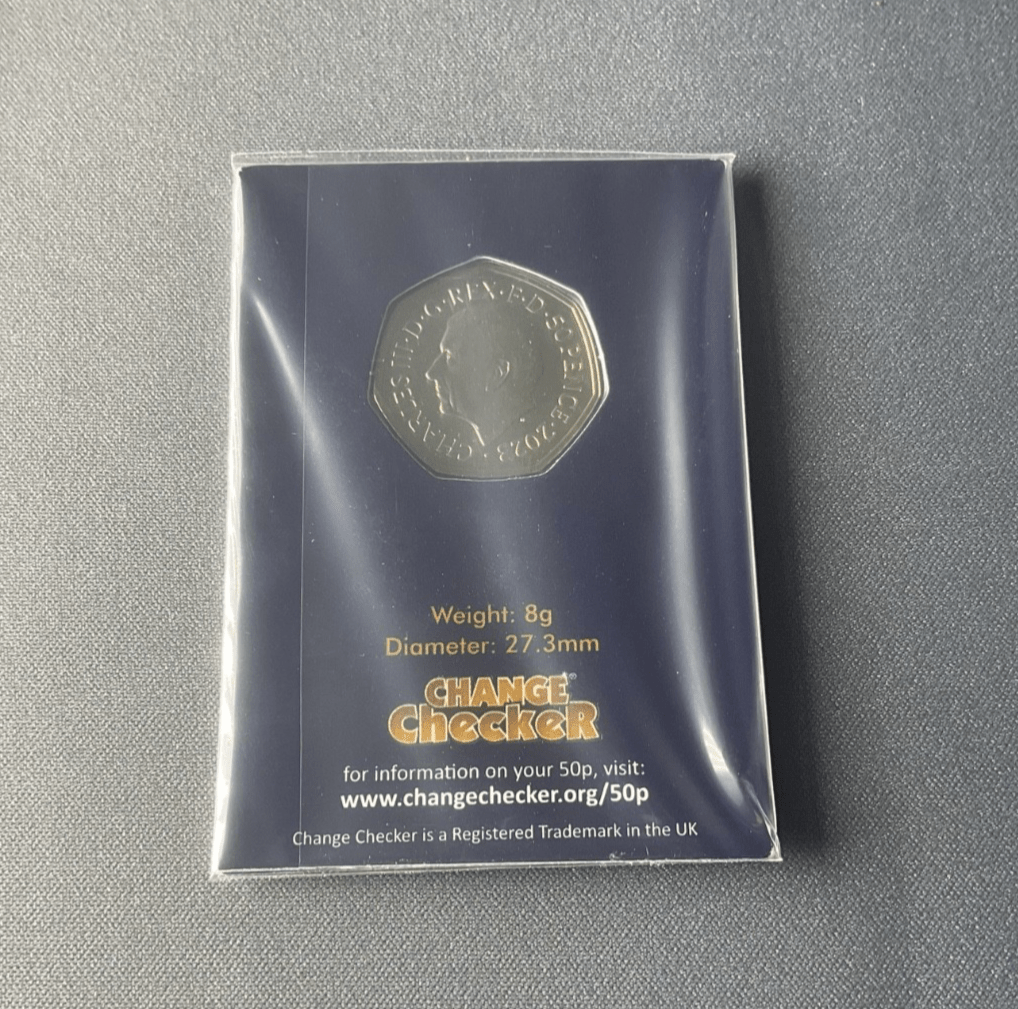 CHARLES III·D·G·REX·F·D·50 PENCE·2023·
Weight: 8g
Diameter: 27.3mm
CHANGE®
CheckeR
for information on your 50p, visit:
www.changechecker.org/50p
Change Checker is a Registered Trademark in the UK